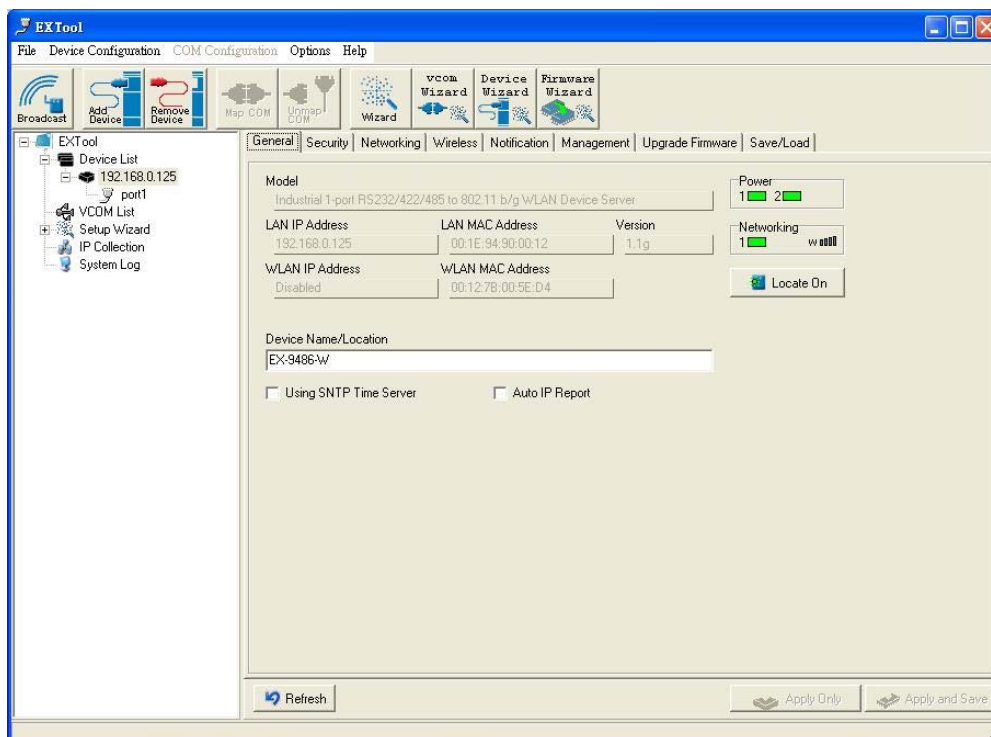 EXTool
File Device Configuration COM Configuration Options Help
Broadcast
Add Device
Remove Device
Map COM
Unmap COM
Wizard
vcom Wizard
Device Wizard
Firmware Wizard
EXTool
Device List
192.168.0.125
port1
VCOM List
Setup Wizard
IP Collection
System Log
General Security Networking Wireless Notification Management Upgrade Firmware Save/Load
Model
Industrial 1-port RS232/422/485 to 802.11 b/g WLAN Device Server
LAN IP Address LAN MAC Address Version
192.168.0.125 00:1E:94:90:00:12 1.1g
WLAN IP Address WLAN MAC Address
Disabled 00:12:7B:00:5E:D4
Power
1 2
Networking
1 W
Locate On
Device Name/Location
EX-9486-W
Using SNTP Time Server Auto IP Report
Refresh Apply Only Apply and Save